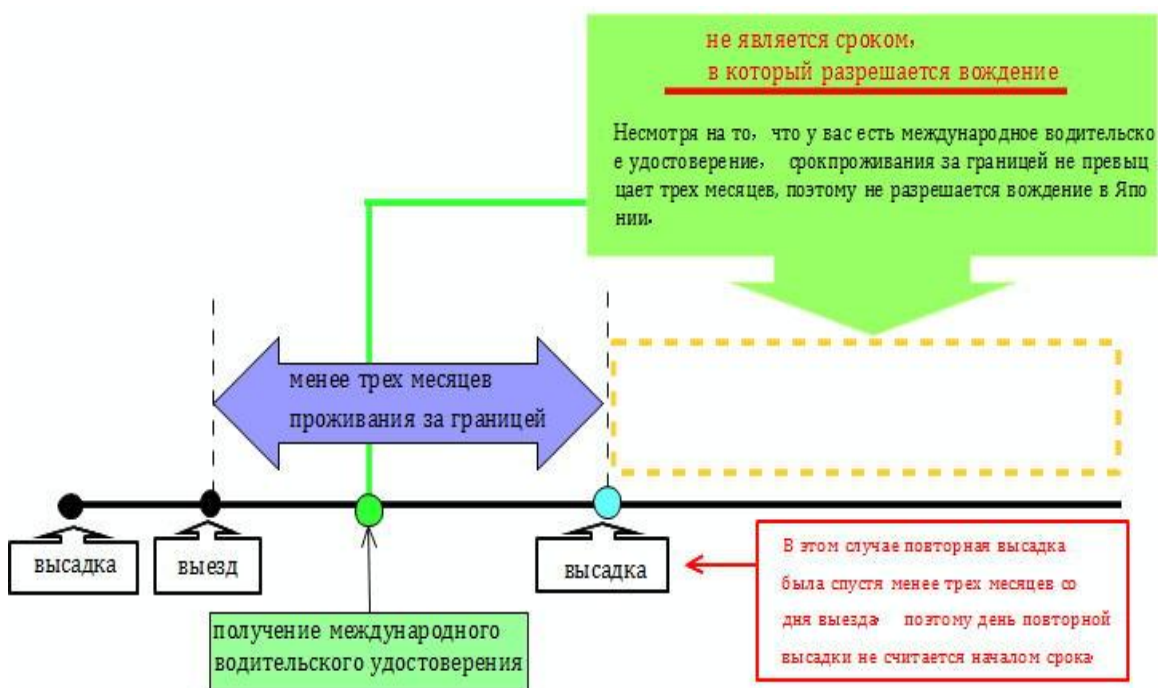 не является сроком,
в который разрешается вождение
Несмотря на то, что у вас есть международное водительско
е удостоверение, срокпроживания за границей не превыц
цает трех месяцев, поэтому не разрешается вождение в Япо
нии.
менее трех месяцев
проживания за границей
высадка
выезд
высадка
получение международного
водительского удостоверения
В этом случае повторная высадка
была спустя менее трех месяцев со
дня выезда, поэтому день повторной
высадки не считается началом срока.